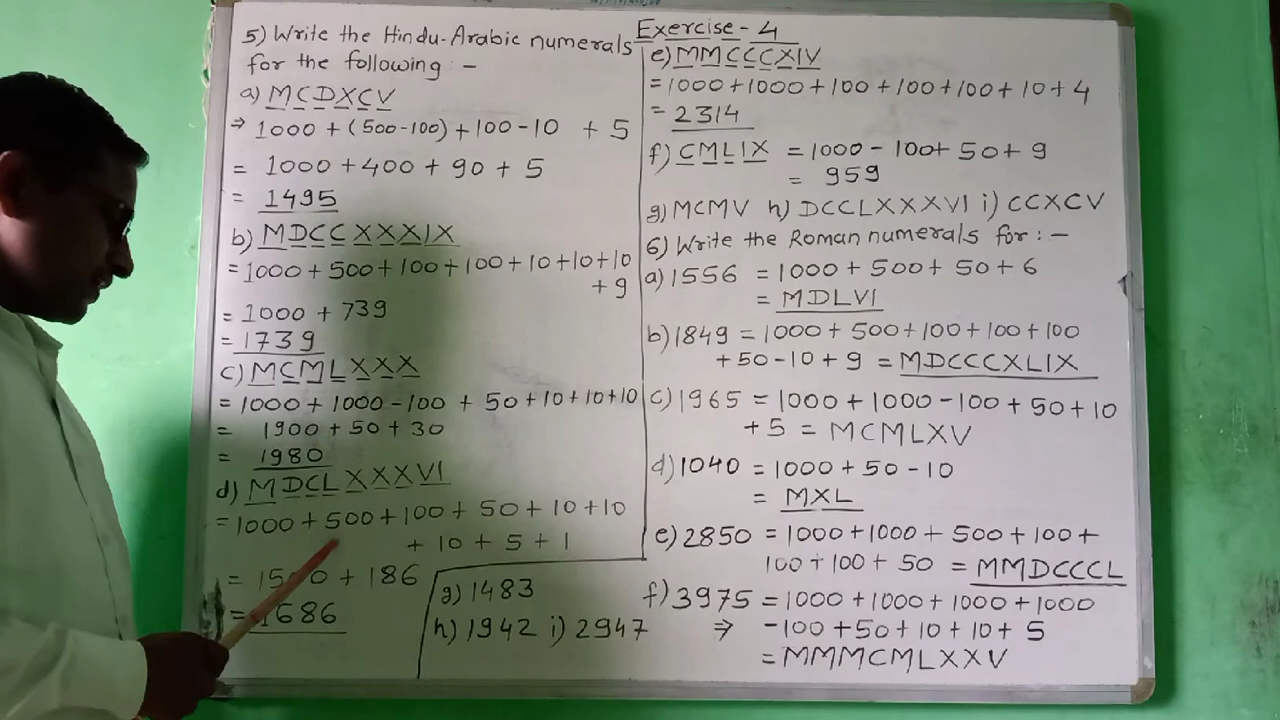 Exercise - 4
5) Write the Hindu-Arabic numerals
for the following : -
a) MCDXCV
⇒ 1000 + (500-100) + 100-10 + 5
= 1000 + 400 + 90 + 5
= 1495
b) MDCCXXXIX
= 1000 + 500 + 100 + 100 + 10 + 10 + 10
+ 9
= 1000 + 739
= 1739
c) MCMLXXX
= 1000 + 1000 - 100 + 50 + 10 + 10 + 10
= 1900 + 50 + 30
= 1980
d) MDCLXXXVI
= 1000 + 500 + 100 + 50 + 10 + 10
+ 10 + 5 + 1
= 1500 + 186
= 1686
e) MMCCCXIV
= 1000 + 1000 + 100 + 100 + 100 + 10 + 4
= 2314
f) CMLIX = 1000 - 100 + 50 + 9
= 959
g) MCMV h) DCCLXXXVI i) CCXCV
6) Write the Roman numerals for : -
a) 1556 = 1000 + 500 + 50 + 6
= MDLVI
b) 1849 = 1000 + 500 + 100 + 100 + 100
+ 50 - 10 + 9 = MDCCCXLIX
c) 1965 = 1000 + 1000 - 100 + 50 + 10
+ 5 = MCMLXV
d) 1040 = 1000 + 50 - 10
= MXL
e) 2850 = 1000 + 1000 + 500 + 100 +
100 + 100 + 50 = MMDCCCL
f) 3975 = 1000 + 1000 + 1000 + 1000
⇒ - 100 + 50 + 10 + 10 + 5
= MMMCMLXXV
g) 1483
h) 1942 i) 2947